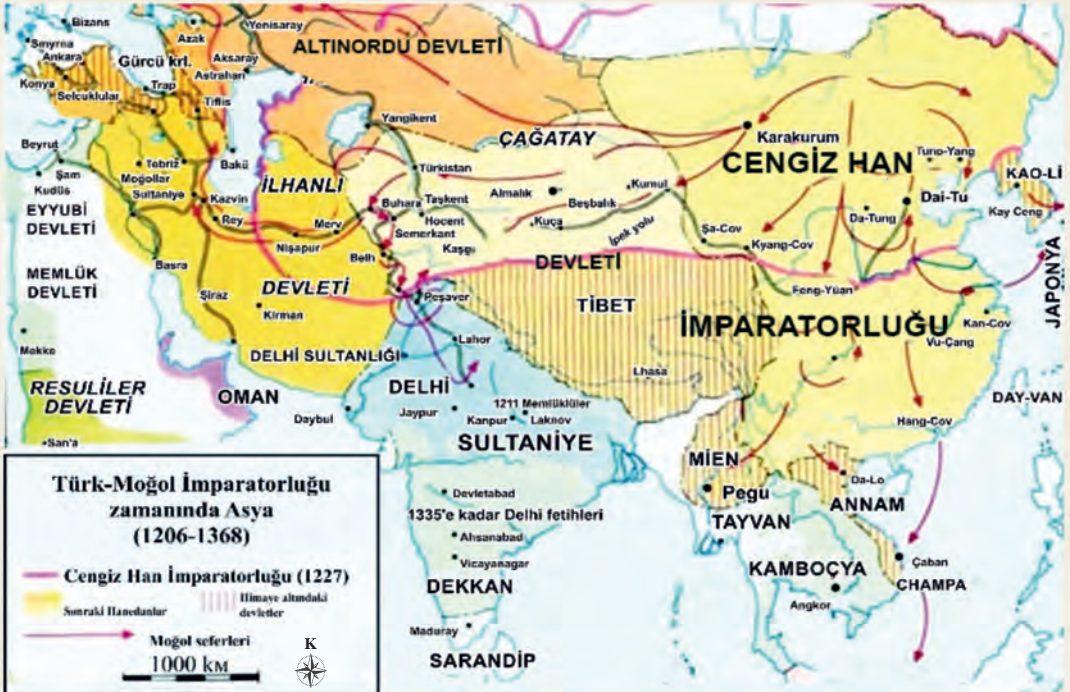 Bizans
Yenisaray
Azak
Smyrna
Ankara
Gürcü krl.
Aksaray
ALTINORDU DEVLETİ
Astrahan
Konya
Selcuklular
Trap
Tiflis
Yangikent
Karakurum
ÇAĞATAY
CENGİZ HAN
Tuno-Yang
KAO-Lİ
Kay Ceng
Beyrut
Bakü
Tebriz
Türkistan
Şam
Moğollar
İLHANLI
Almalık
Kumul
Kudüs
Sultaniye
Kazvin
Buhara
Taşkent
Beşbalık
Dai-Tu
EYYUBİ
DEVLETİ
Rey
Merv
Hocent
Kuça
Da-Tung
Semerkant
İpek yolu
Şa-Cov
Nişapur
Kaşgı
Kyang-Cov
Belh
DEVLETİ
Basra
MEMLÜK
DEVLETİ
Şiraz
DEVLETİ
Feng-Yüan
JAPONYA
Peşaver
TİBET
Kirman
İMPARATORLUĞU
Kan-Cov
Vu-Çang
Mekke
Lahor
DELHİ SULTANLIĞI
Lhasa
RESULİLER
DEVLETİ
OMAN
DELHİ
DAY-VAN
Daybul
Jaypur
1211 Memlüklüler
Kanpur
Laknov
Hang-Cov
San'a
SULTANİYE
MİEN
Da-Lo
Pegu
ANNAM
Devletabad
TAYVAN
1335'e kadar Delhi fetihleri
Ahsanabad
Vicayanagar
KAMBOÇYA
Çaban
CHAMPA
DEKKAN
Angkor
Maduray
SARANDİP
Türk-Moğol İmparatorluğu
zamanında Asya
(1206-1368)
Cengiz Han İmparatorluğu (1227)
Sonraki Hanedanlar
Himaye altındaki
devletler
Moğol seferleri
1000 KM
K